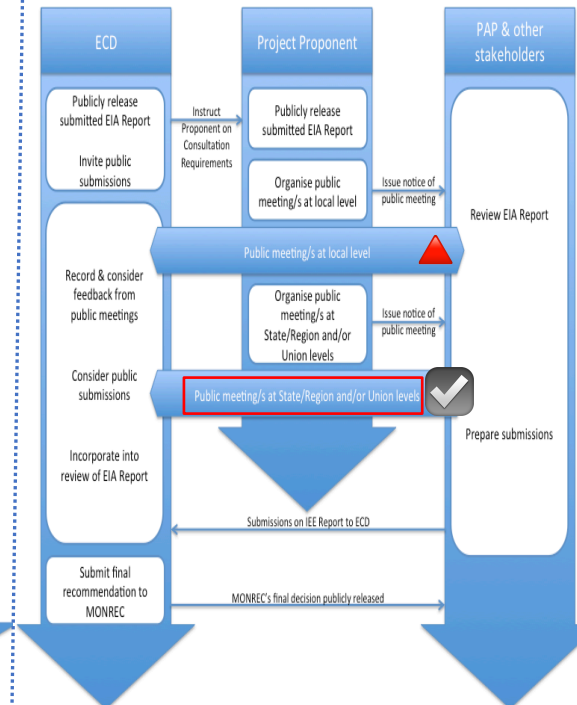 ECD
Project Proponent
PAP & other
stakeholders
Publicly release
submitted EIA Report
Invite public
submissions
Instruct
Proponent on
Consultation
Requirements
Publicly release
submitted EIA Report
Organise public
meeting/s at local level
Issue notice of
public meeting
Review EIA Report
Public meeting/s at local level
Record & consider
feedback from
public meetings
Organise public
meeting/s at
State/Region and/or
Union levels
Issue notice of
public meeting
Consider public
submissions
Public meeting/s at State/Region and/or Union levels
Prepare submissions
Incorporate into
review of EIA Report
Submissions on IEE Report to ECD
Submit final
recommendation to
MONREC
MONREC's final decision publicly released